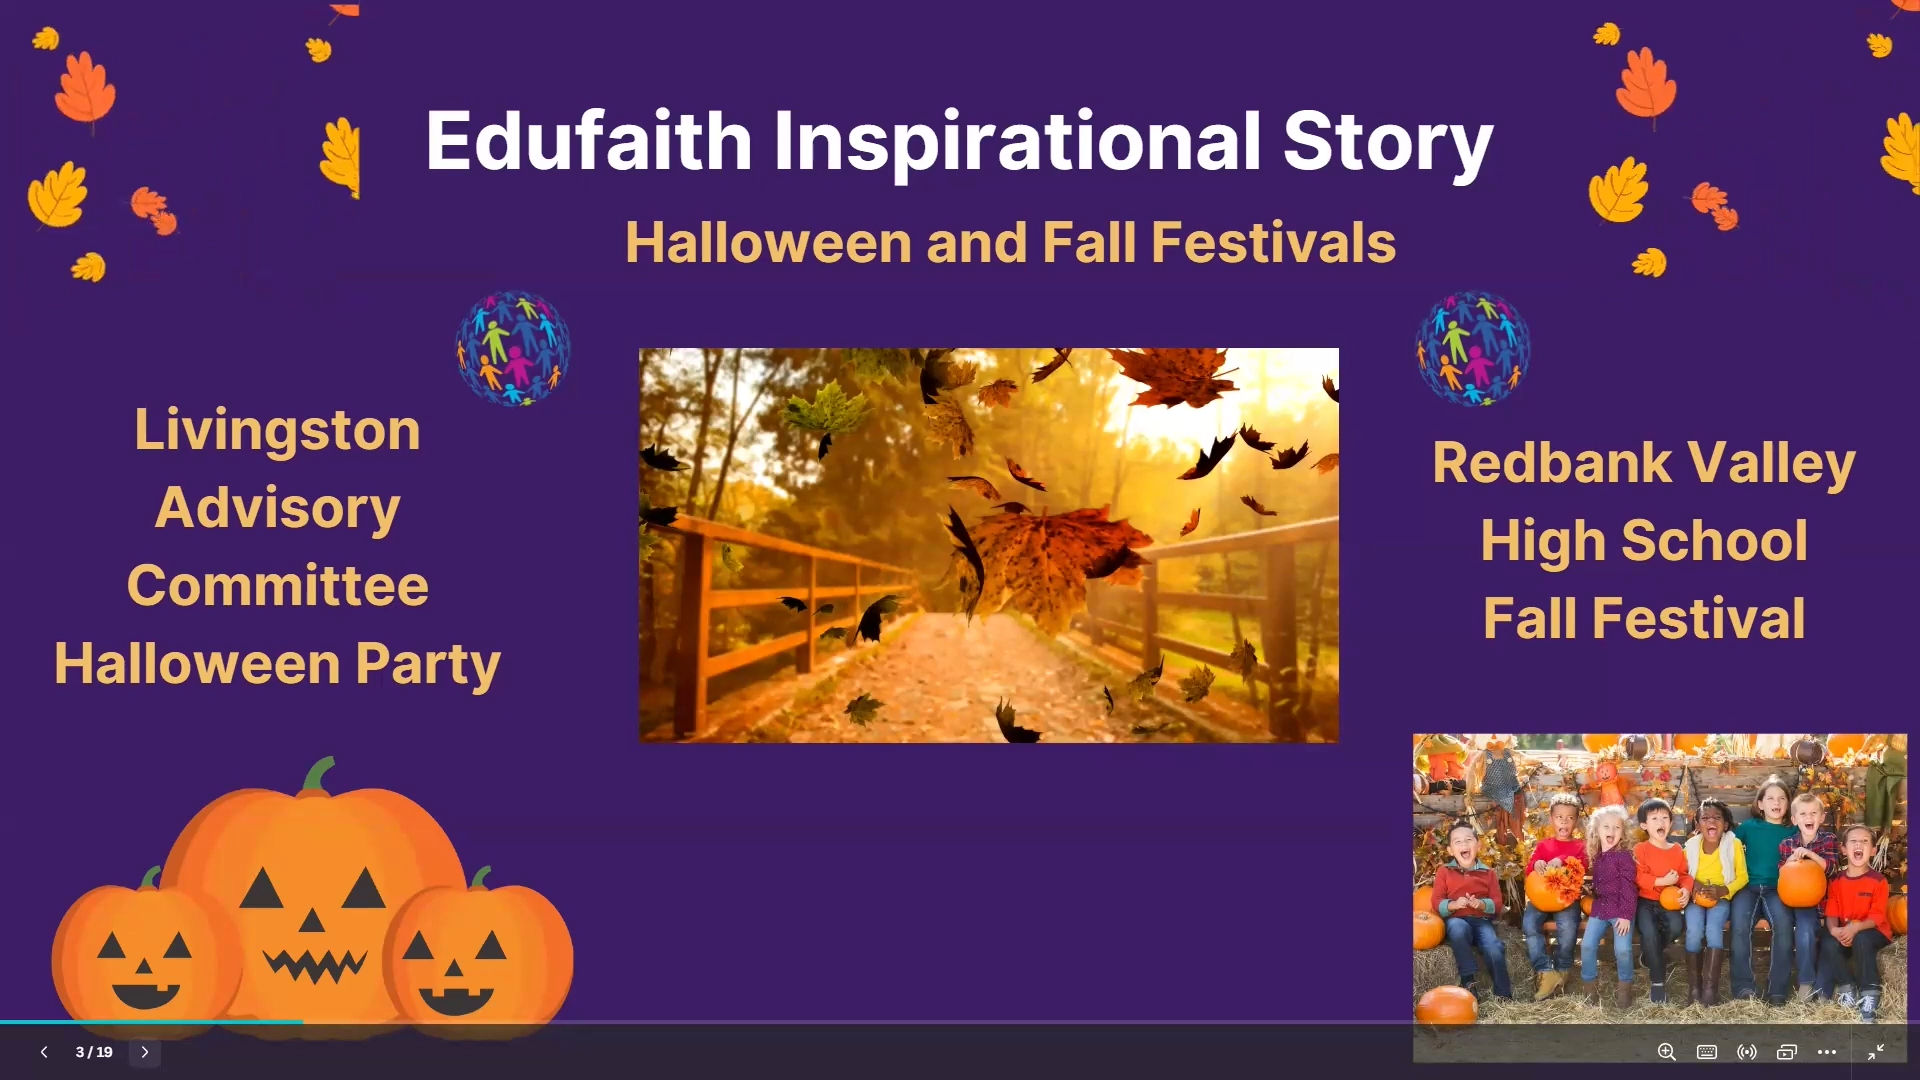 Edufaith Inspirational Story
Halloween and Fall Festivals
Livingston
Advisory
Committee
Halloween Party
Redbank Valley
High School
Fall Festival
3 / 19